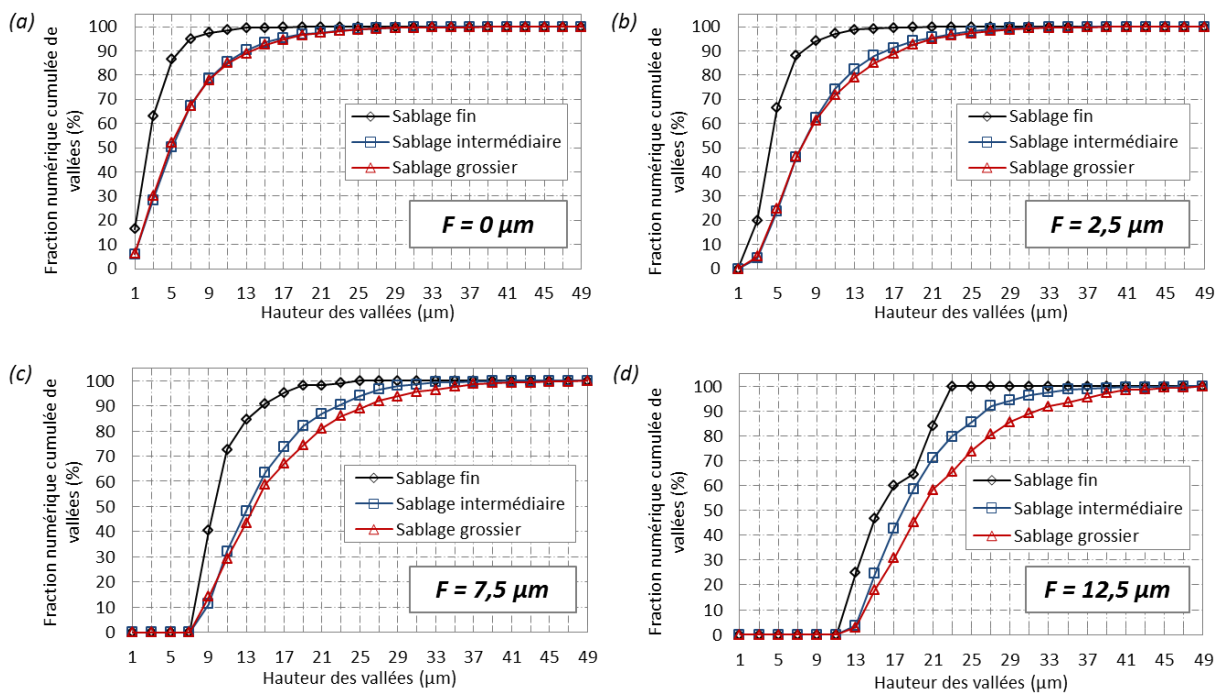 (a)
Fraction numérique cumulée de
vallées (%)
100
90
80
70
60
50
40
30
20
10
0
Sablage fin
Sablage intermédiaire
Sablage grossier
F = 0 µm
1 5 9 13 17 21 25 29 33 37 41 45 49
Hauteur des vallées (µm)
(b)
Fraction numérique cumulée de
vallées (%)
100
90
80
70
60
50
40
30
20
10
0
Sablage fin
Sablage intermédiaire
Sablage grossier
F = 2,5 µm
1 5 9 13 17 21 25 29 33 37 41 45 49
Hauteur des vallées (µm)
(c)
Fraction numérique cumulée de
vallées (%)
100
90
80
70
60
50
40
30
20
10
0
Sablage fin
Sablage intermédiaire
Sablage grossier
F = 7,5 µm
1 5 9 13 17 21 25 29 33 37 41 45 49
Hauteur des vallées (µm)
(d)
Fraction numérique cumulée de
vallées (%)
100
90
80
70
60
50
40
30
20
10
0
Sablage fin
Sablage intermédiaire
Sablage grossier
F = 12,5 µm
1 5 9 13 17 21 25 29 33 37 41 45 49
Hauteur des vallées (µm)